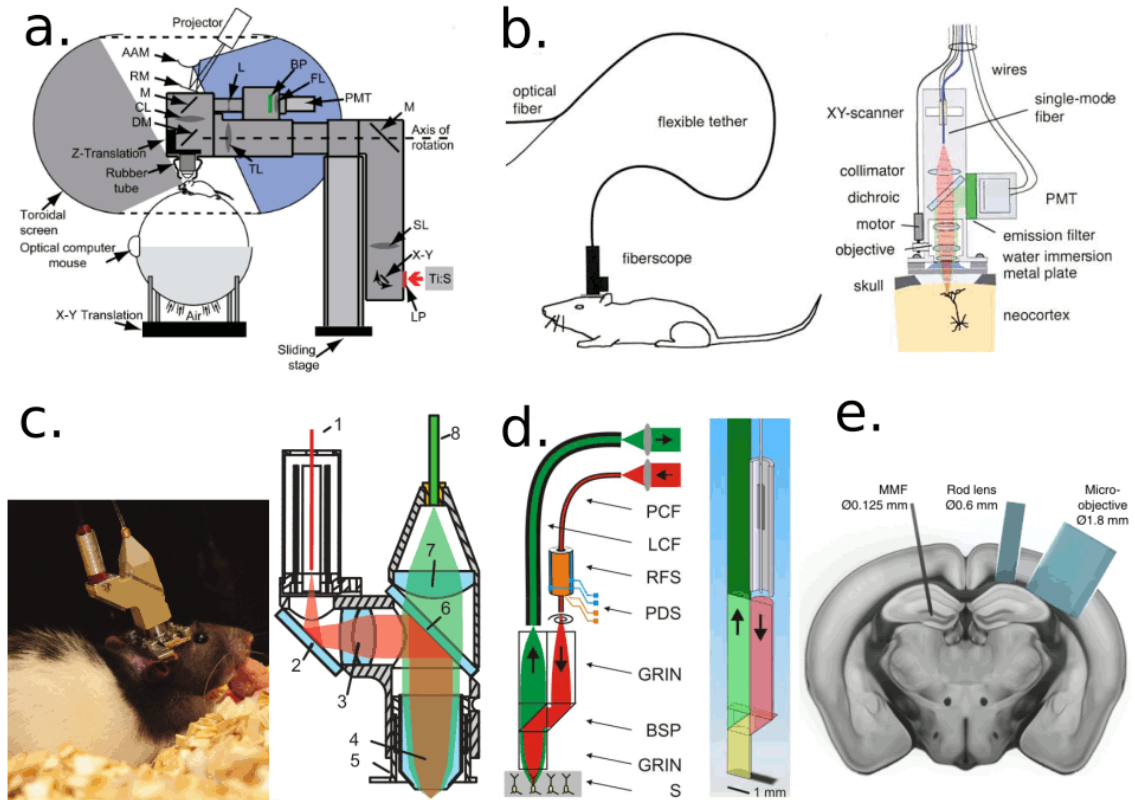 a.
Projector
AAM
RM
M
CL
DM
Z-Translation
Rubber
tube
L
BP
FL
PMT
M
Axis of
rotation
TL
Toroidal
screen
Optical computer
mouse
SL
X-Y
Ti:S
LP
X-Y Translation
Air
Sliding
stage
b.
optical
fiber
flexible tether
fiberscope
wires
XY-scanner
single-mode
fiber
collimator
dichroic
PMT
motor
emission filter
objective
water immersion
metal plate
skull
neocortex
c.
1
8
7
6
2
3
4
5
d.
PCF
LCF
RFS
PDS
GRIN
BSP
GRIN
S
1 mm
e.
MMF
Ø0.125 mm
Rod lens
Ø0.6 mm
Micro-
objective
Ø1.8 mm